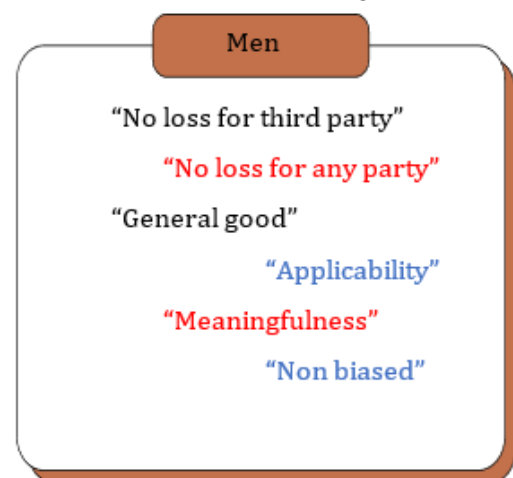 Men
“No loss for third party”
“No loss for any party”
“General good”
“Applicability”
“Meaningfulness”
“Non biased”